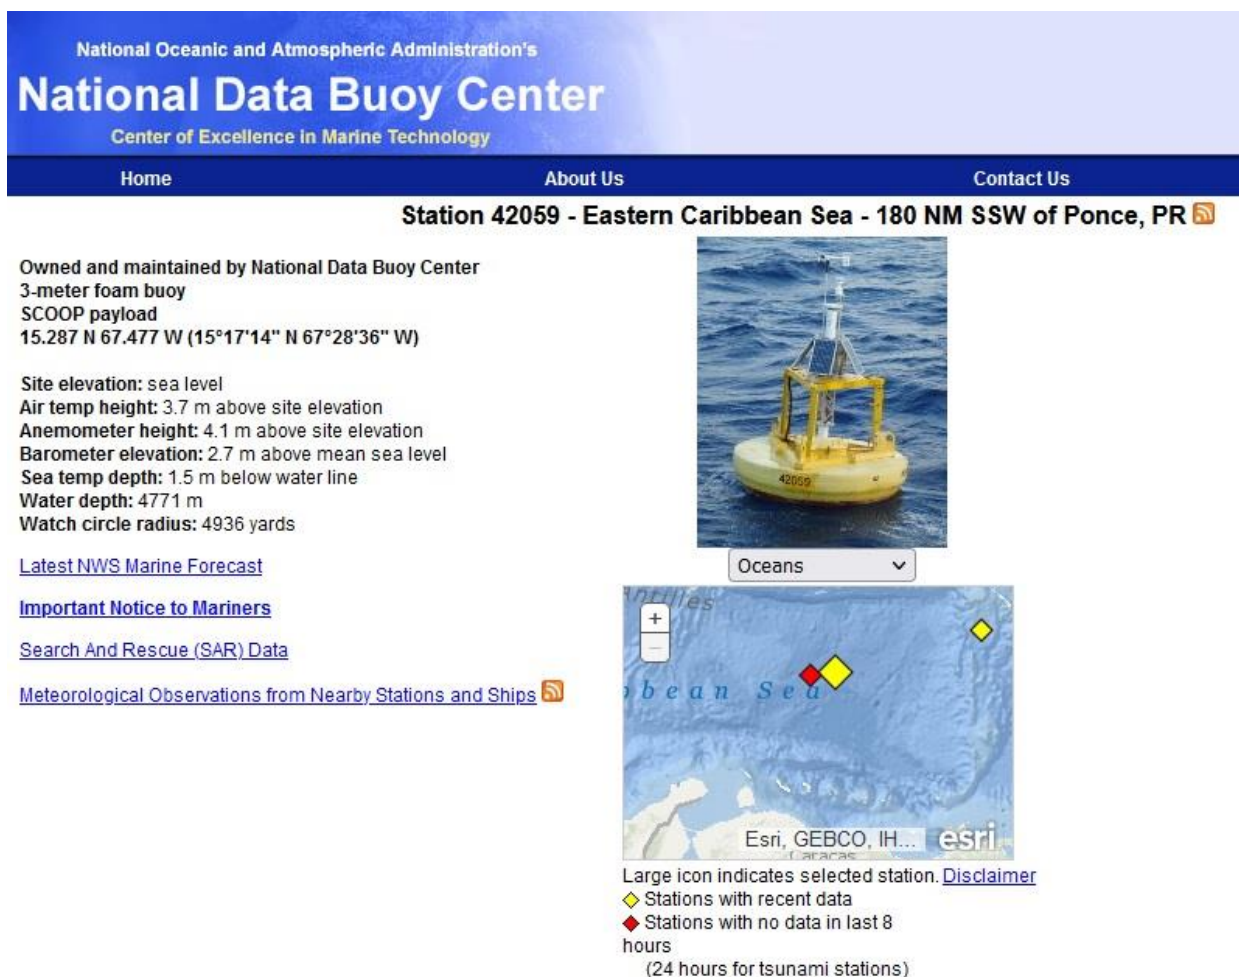 National Oceanic and Atmospheric Administration's
National Data Buoy Center
Center of Excellence in Marine Technology
Home About Us Contact Us
Station 42059 - Eastern Caribbean Sea - 180 NM SSW of Ponce, PR
Owned and maintained by National Data Buoy Center
3-meter foam buoy
SCOOP payload
15.287 N 67.477 W (15°17'14" N 67°28'36" W)
Site elevation: sea level
Air temp height: 3.7 m above site elevation
Anemometer height: 4.1 m above site elevation
Barometer elevation: 2.7 m above mean sea level
Sea temp depth: 1.5 m below water line
Water depth: 4771 m
Watch circle radius: 4936 yards
Latest NWS Marine Forecast
Important Notice to Mariners
Search And Rescue (SAR) Data
Meteorological Observations from Nearby Stations and Ships
42059
Oceans
Antilles
+
−
bbean Sea
Esri, GEBCO, IH... esri
Caracas
Large icon indicates selected station. Disclaimer
Stations with recent data
Stations with no data in last 8
hours
(24 hours for tsunami stations)